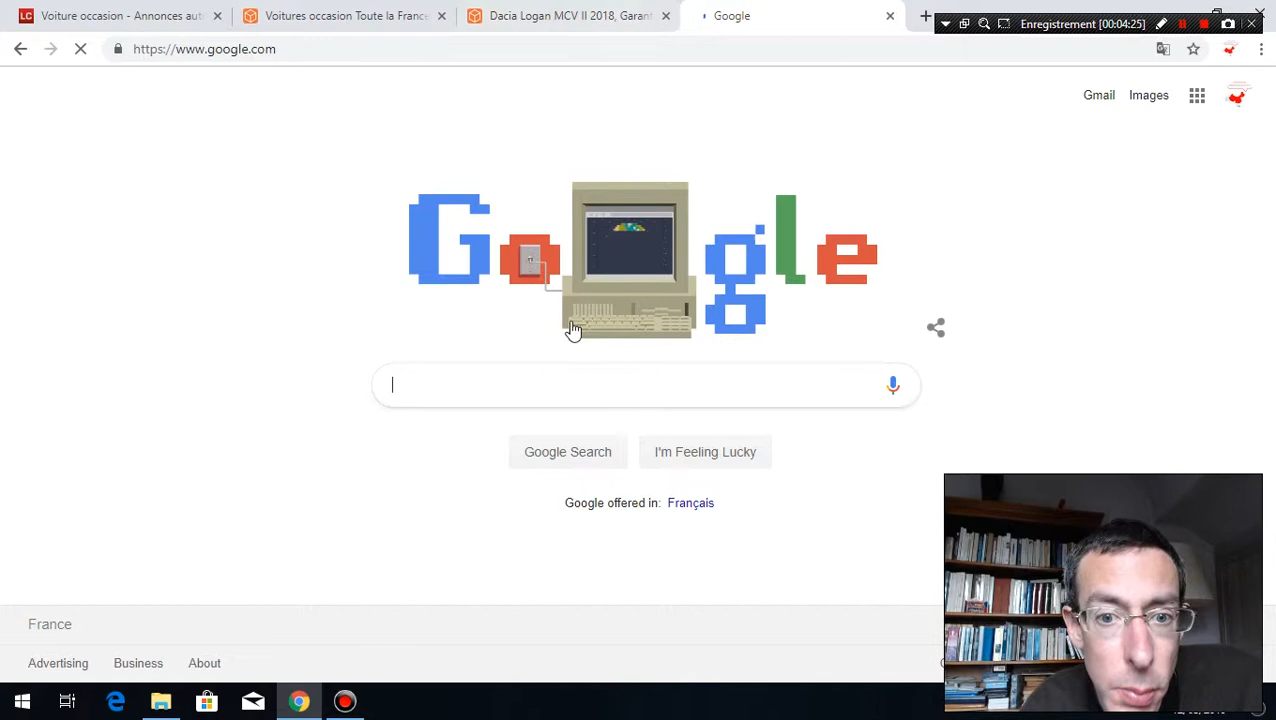 Voiture occasion - Annonces aut
Voitures occasion Toute la France
Dacia Logan MCV II 2018, Garant
Google
Enregistrement [00:04:25]
https://www.google.com
Gmail Images
Google
Google Search I'm Feeling Lucky
Google offered in: Français
France
Advertising Business About